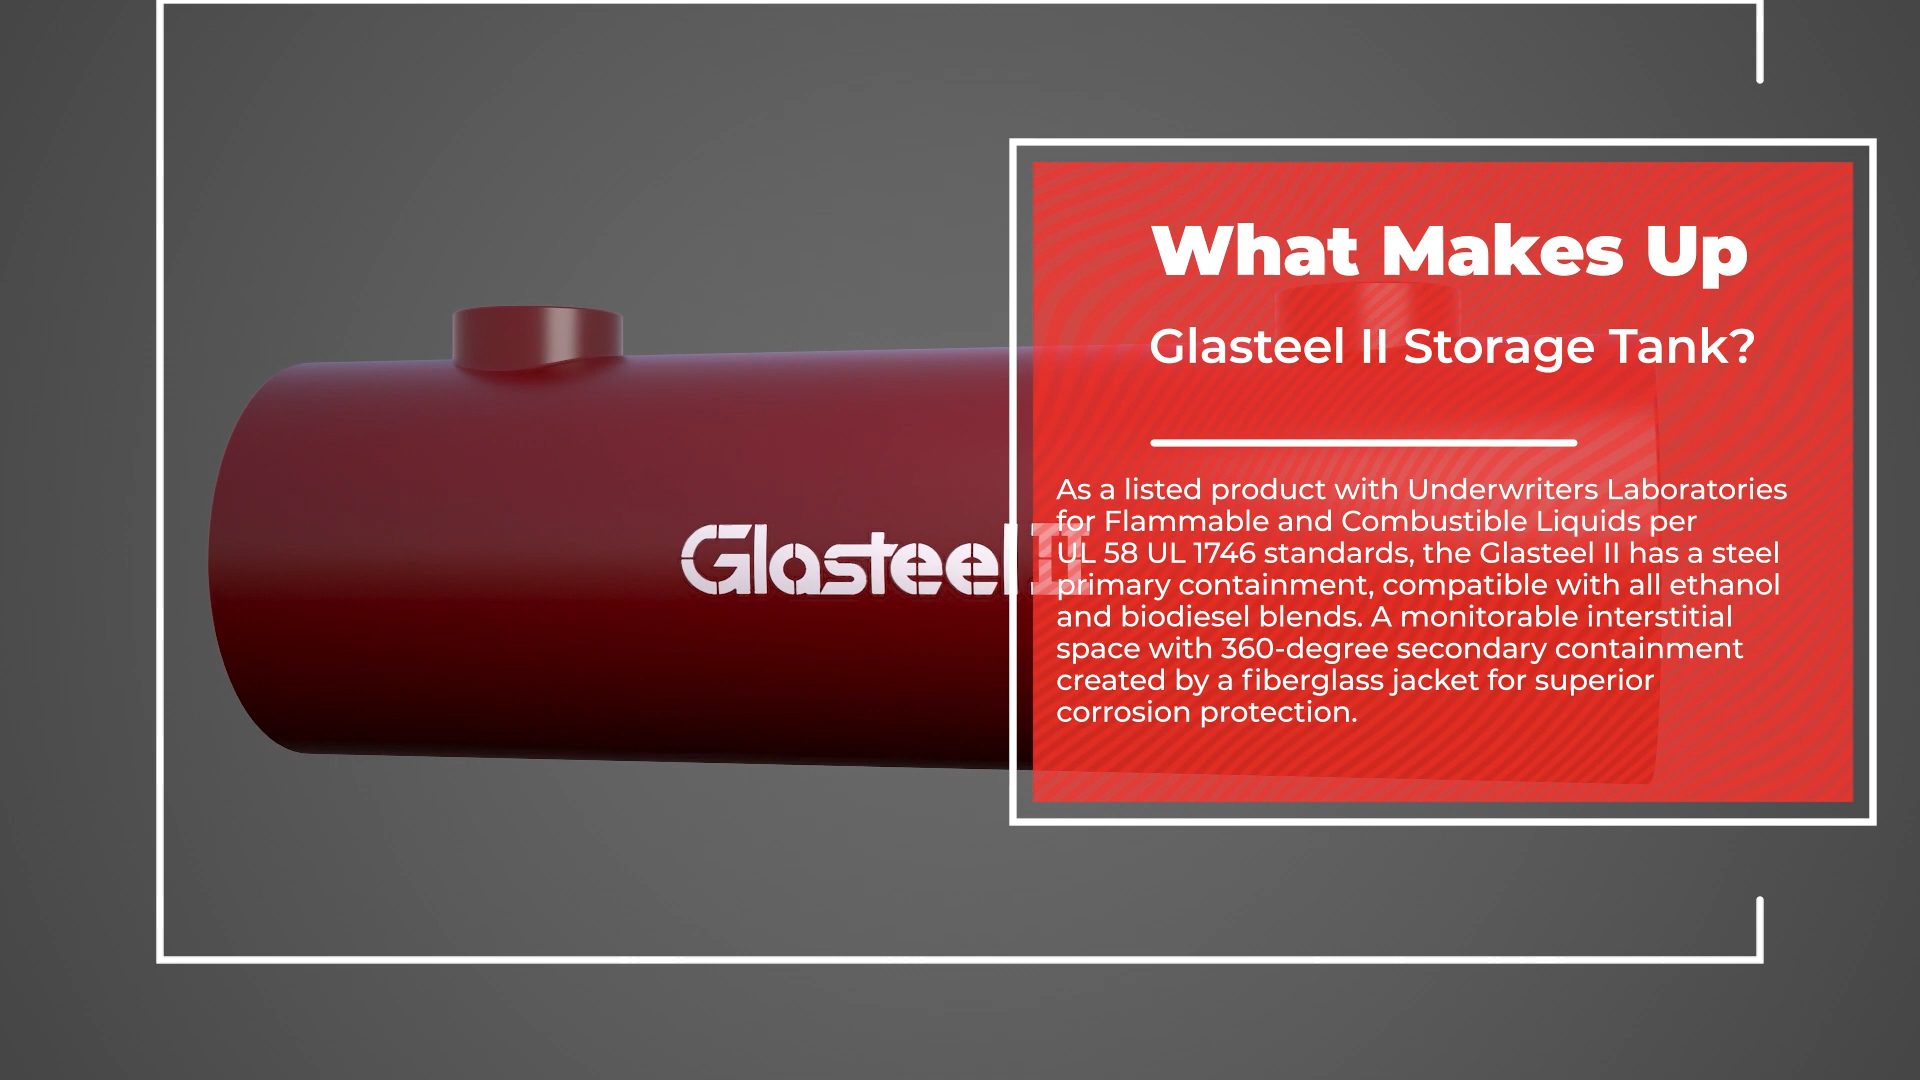 What Makes Up
Glasteel II Storage Tank?
As a listed product with Underwriters Laboratories
for Flammable and Combustible Liquids per
UL 58 UL 1746 standards, the Glasteel II has a steel
primary containment, compatible with all ethanol
and biodiesel blends. A monitorable interstitial
space with 360-degree secondary containment
created by a fiberglass jacket for superior
corrosion protection.
Glasteel II